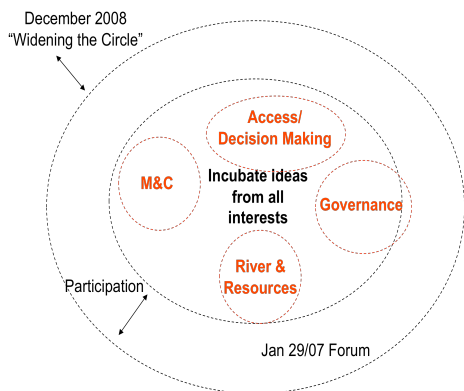 December 2008
“Widening the Circle”
Access/
Decision Making
M&C
Incubate ideas
from all
interests
Governance
River &
Resources
Participation
Jan 29/07 Forum